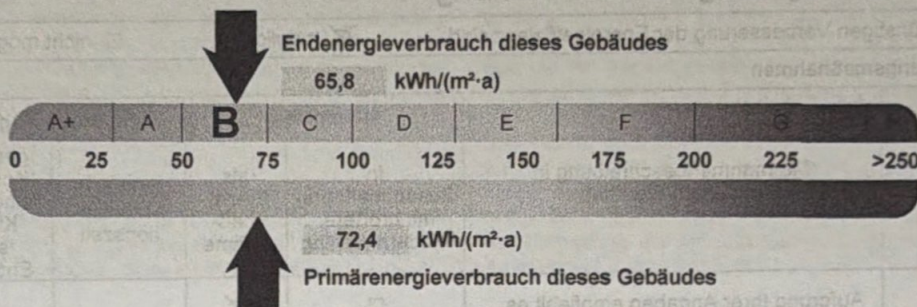 Endenergieverbrauch dieses Gebäudes
65,8 kWh/(m²·a)
A+ A B C D E F G H
0 25 50 75 100 125 150 175 200 225 >250
72,4 kWh/(m²·a)
Primärenergieverbrauch dieses Gebäudes